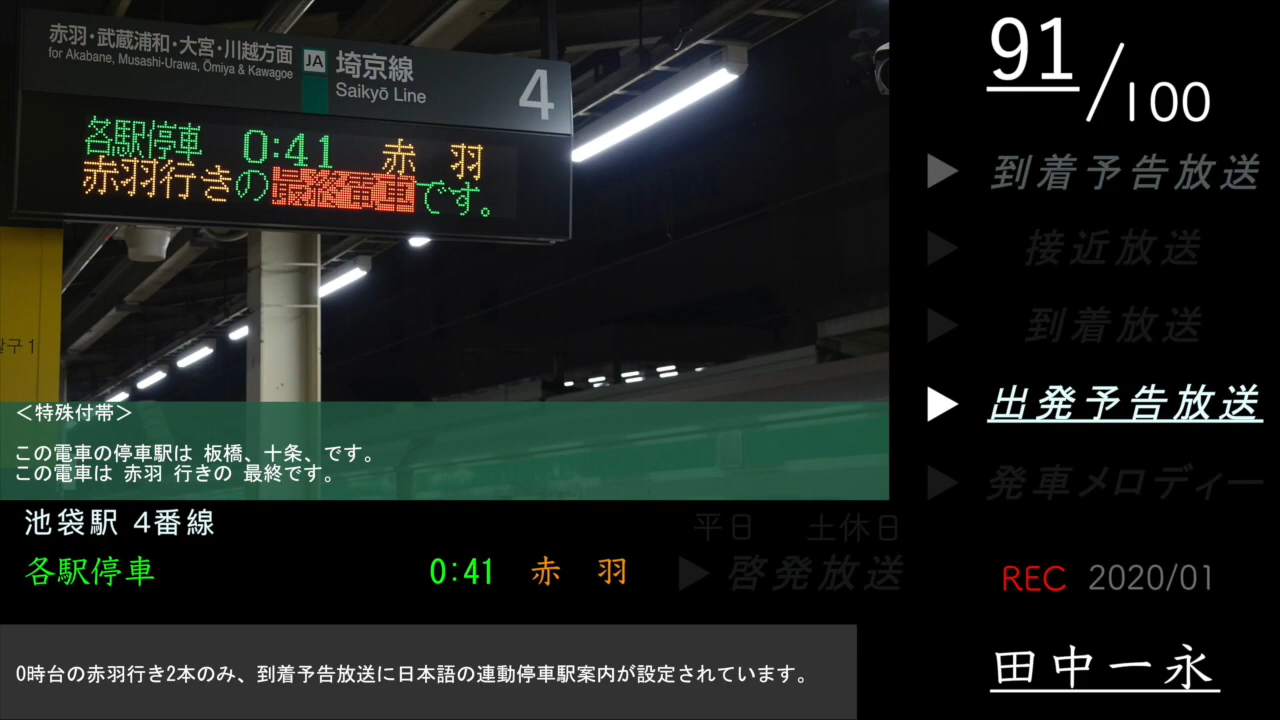 赤羽・武蔵浦和・大宮・川越方面
for Akabane, Musashi-Urawa, Ōmiya & Kawagoe
JA 埼京線
Saikyō Line
4
各駅停車 0:41 赤 羽
赤羽行きの最終電車です。
구 1
＜特殊付帯＞
この電車の停車駅は 板橋、十条、です。
この電車は 赤羽 行きの 最終です。
池袋駅 4番線
各駅停車 0:41 赤 羽
平日 土休日
▶ 啓発放送
0時台の赤羽行き2本のみ、到着予告放送に日本語の連動停車駅案内が設定されています。
91/100
▶ 到着予告放送
▶ 接近放送
▶ 到着放送
▶ 出発予告放送
▶ 発車メロディー
REC 2020/01
田中一永